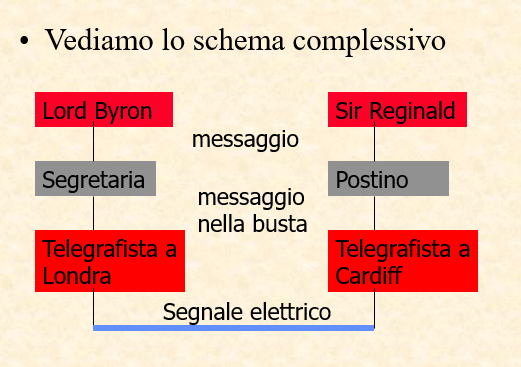 • Vediamo lo schema complessivo
Lord Byron
Sir Reginald
messaggio
Segretaria
Postino
messaggio
nella busta
Telegrafista a
Londra
Telegrafista a
Cardiff
Segnale elettrico